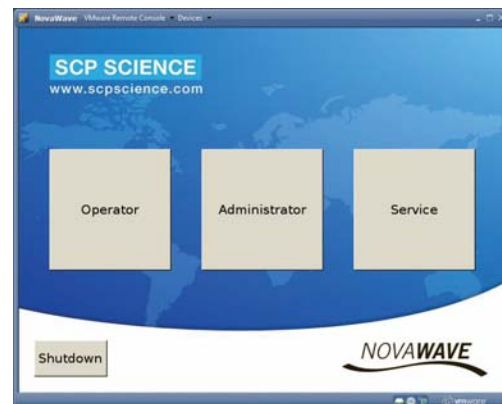 NovaWave VMware Remote Console Devices
SCP SCIENCE
www.scpscience.com
Operator Administrator Service
Shutdown
NOVAWAVE
vmware